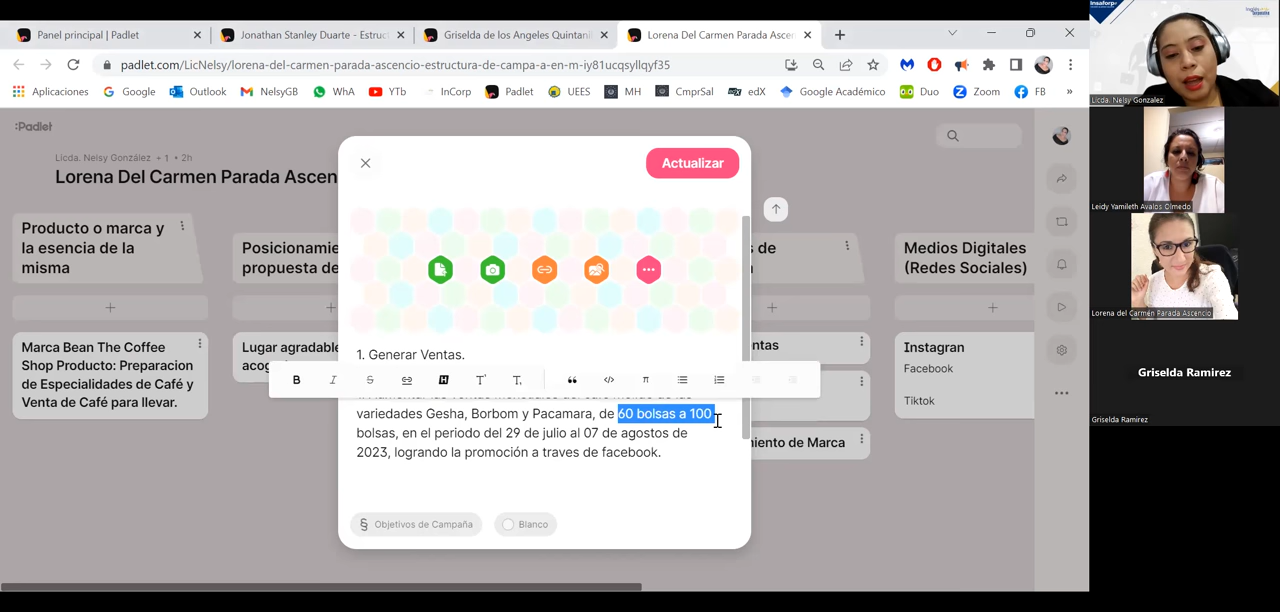 Panel principal | Padlet
Jonathan Stanley Duarte - Estruct
Griselda de los Angeles Quintanil
Lorena Del Carmen Parada Ascen
padlet.com/LicNelsy/lorena-del-carmen-parada-ascencio-estructura-de-campa-a-en-m-iy81ucqsyllqyf35
Aplicaciones
Google
Outlook
NelsyGB
WhA
YTb
InCorp
Padlet
UEES
MH
CmprSal
edX
Google Académico
Duo
Zoom
FB
»
:Padlet
Licda. Nelsy González + 1 • 2h
Lorena Del Carmen Parada Ascen
Producto o marca y
la esencia de la
misma
Posicionamie
propuesta de
s de
Medios Digitales
(Redes Sociales)
Marca Bean The Coffee
Shop Producto: Preparacion
de Especialidades de Café y
Venta de Café para llevar.
Lugar agradable
acog
entas
niento de Marca
Instagran
Facebook
Tiktok
Actualizar
1. Generar Ventas.
variedades Gesha, Borbom y Pacamara, de 60 bolsas a 100
bolsas, en el periodo del 29 de julio al 07 de agostos de
2023, logrando la promoción a traves de facebook.
Objetivos de Campaña
Blanco
Insaforp
Licda. Nelsy Gonzalez
Leidy Yamileth Avalos Olmedo
Lorena del Carmen Parada Ascencio
Griselda Ramirez
Griselda Ramirez